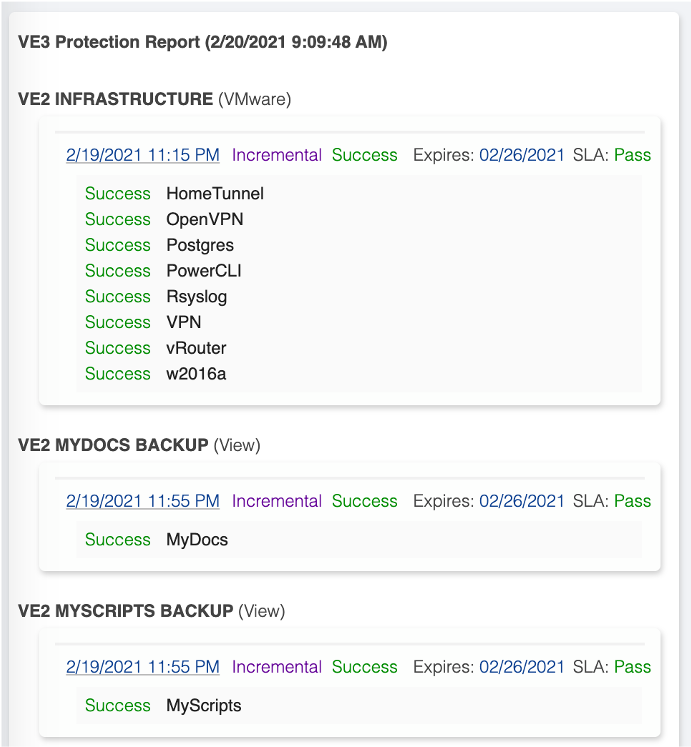 VE3 Protection Report (2/20/2021 9:09:48 AM)
VE2 INFRASTRUCTURE (VMware)
2/19/2021 11:15 PM Incremental Success Expires: 02/26/2021 SLA: Pass
Success HomeTunnel
Success OpenVPN
Success Postgres
Success PowerCLI
Success Rsyslog
Success VPN
Success vRouter
Success w2016a
VE2 MYDOCS BACKUP (View)
2/19/2021 11:55 PM Incremental Success Expires: 02/26/2021 SLA: Pass
Success MyDocs
VE2 MYSCRIPTS BACKUP (View)
2/19/2021 11:55 PM Incremental Success Expires: 02/26/2021 SLA: Pass
Success MyScripts